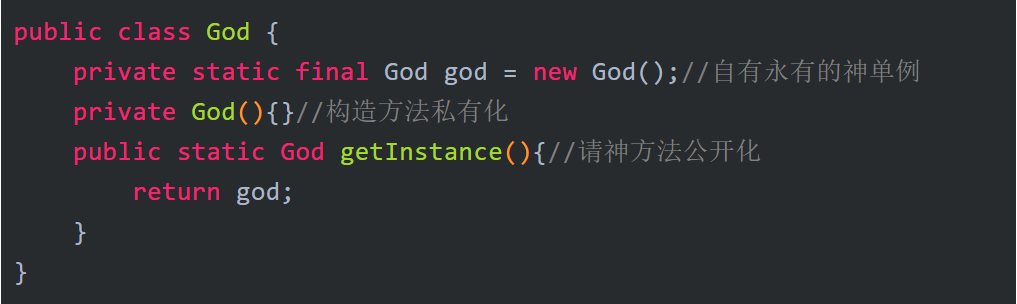 public class God {
    private static final God god = new God();//自有永有的神单例
    private God(){}//构造方法私有化
    public static God getInstance(){//请神方法公开化
        return god;
    }
}